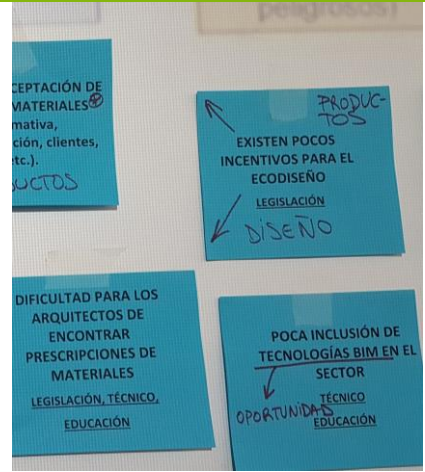 peligrosos)
CEPTACIÓN DE
MATERIALES
mativa,
ción, clientes,
tc.).
UCTOS
PRODUC-
TOS
EXISTEN POCOS
INCENTIVOS PARA EL
ECODISEÑO
LEGISLACIÓN
DISEÑO
DIFICULTAD PARA LOS
ARQUITECTOS DE
ENCONTRAR
PRESCRIPCIONES DE
MATERIALES
LEGISLACIÓN, TÉCNICO,
EDUCACIÓN
POCA INCLUSIÓN DE
TECNOLOGÍAS BIM EN EL
SECTOR
TÉCNICO
OPORTUNIDAD
EDUCACIÓN